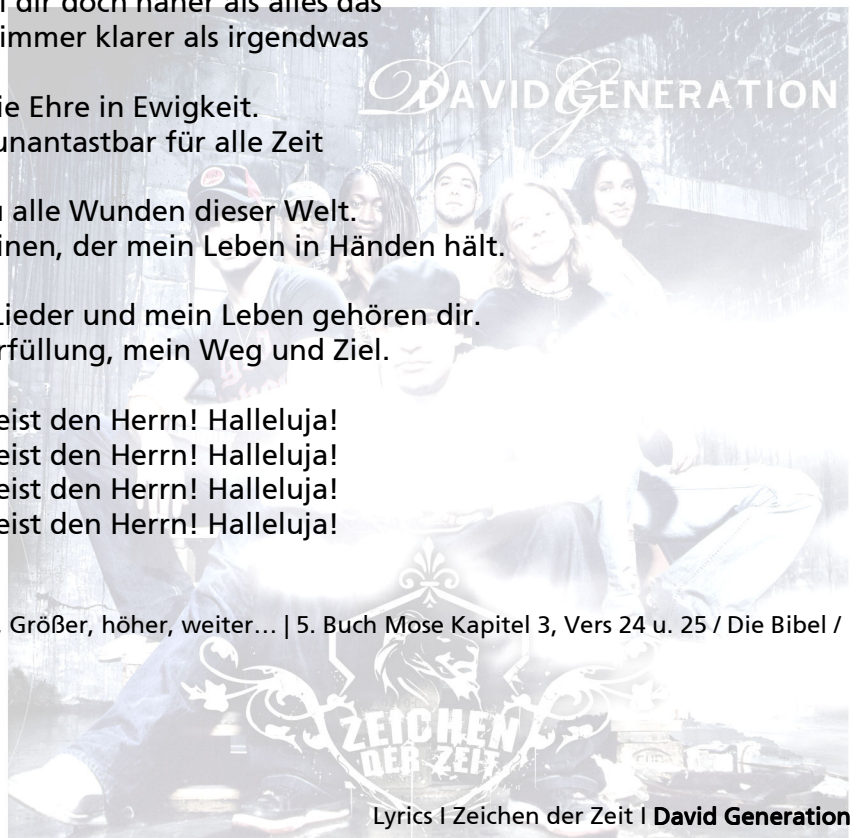 dir doch näher als alles das
immer klarer als irgendwas
DAVID GENERATION
ie Ehre in Ewigkeit.
unantastbar für alle Zeit
alle Wunden dieser Welt.
inen, der mein Leben in Händen hält.
Lieder und mein Leben gehören dir.
rfüllung, mein Weg und Ziel.
eist den Herrn! Halleluja!
eist den Herrn! Halleluja!
eist den Herrn! Halleluja!
eist den Herrn! Halleluja!
. Größer, höher, weiter… | 5. Buch Mose Kapitel 3, Vers 24 u. 25 / Die Bibel /
ZEICHEN
DER ZEIT
Lyrics I Zeichen der Zeit I David Generation